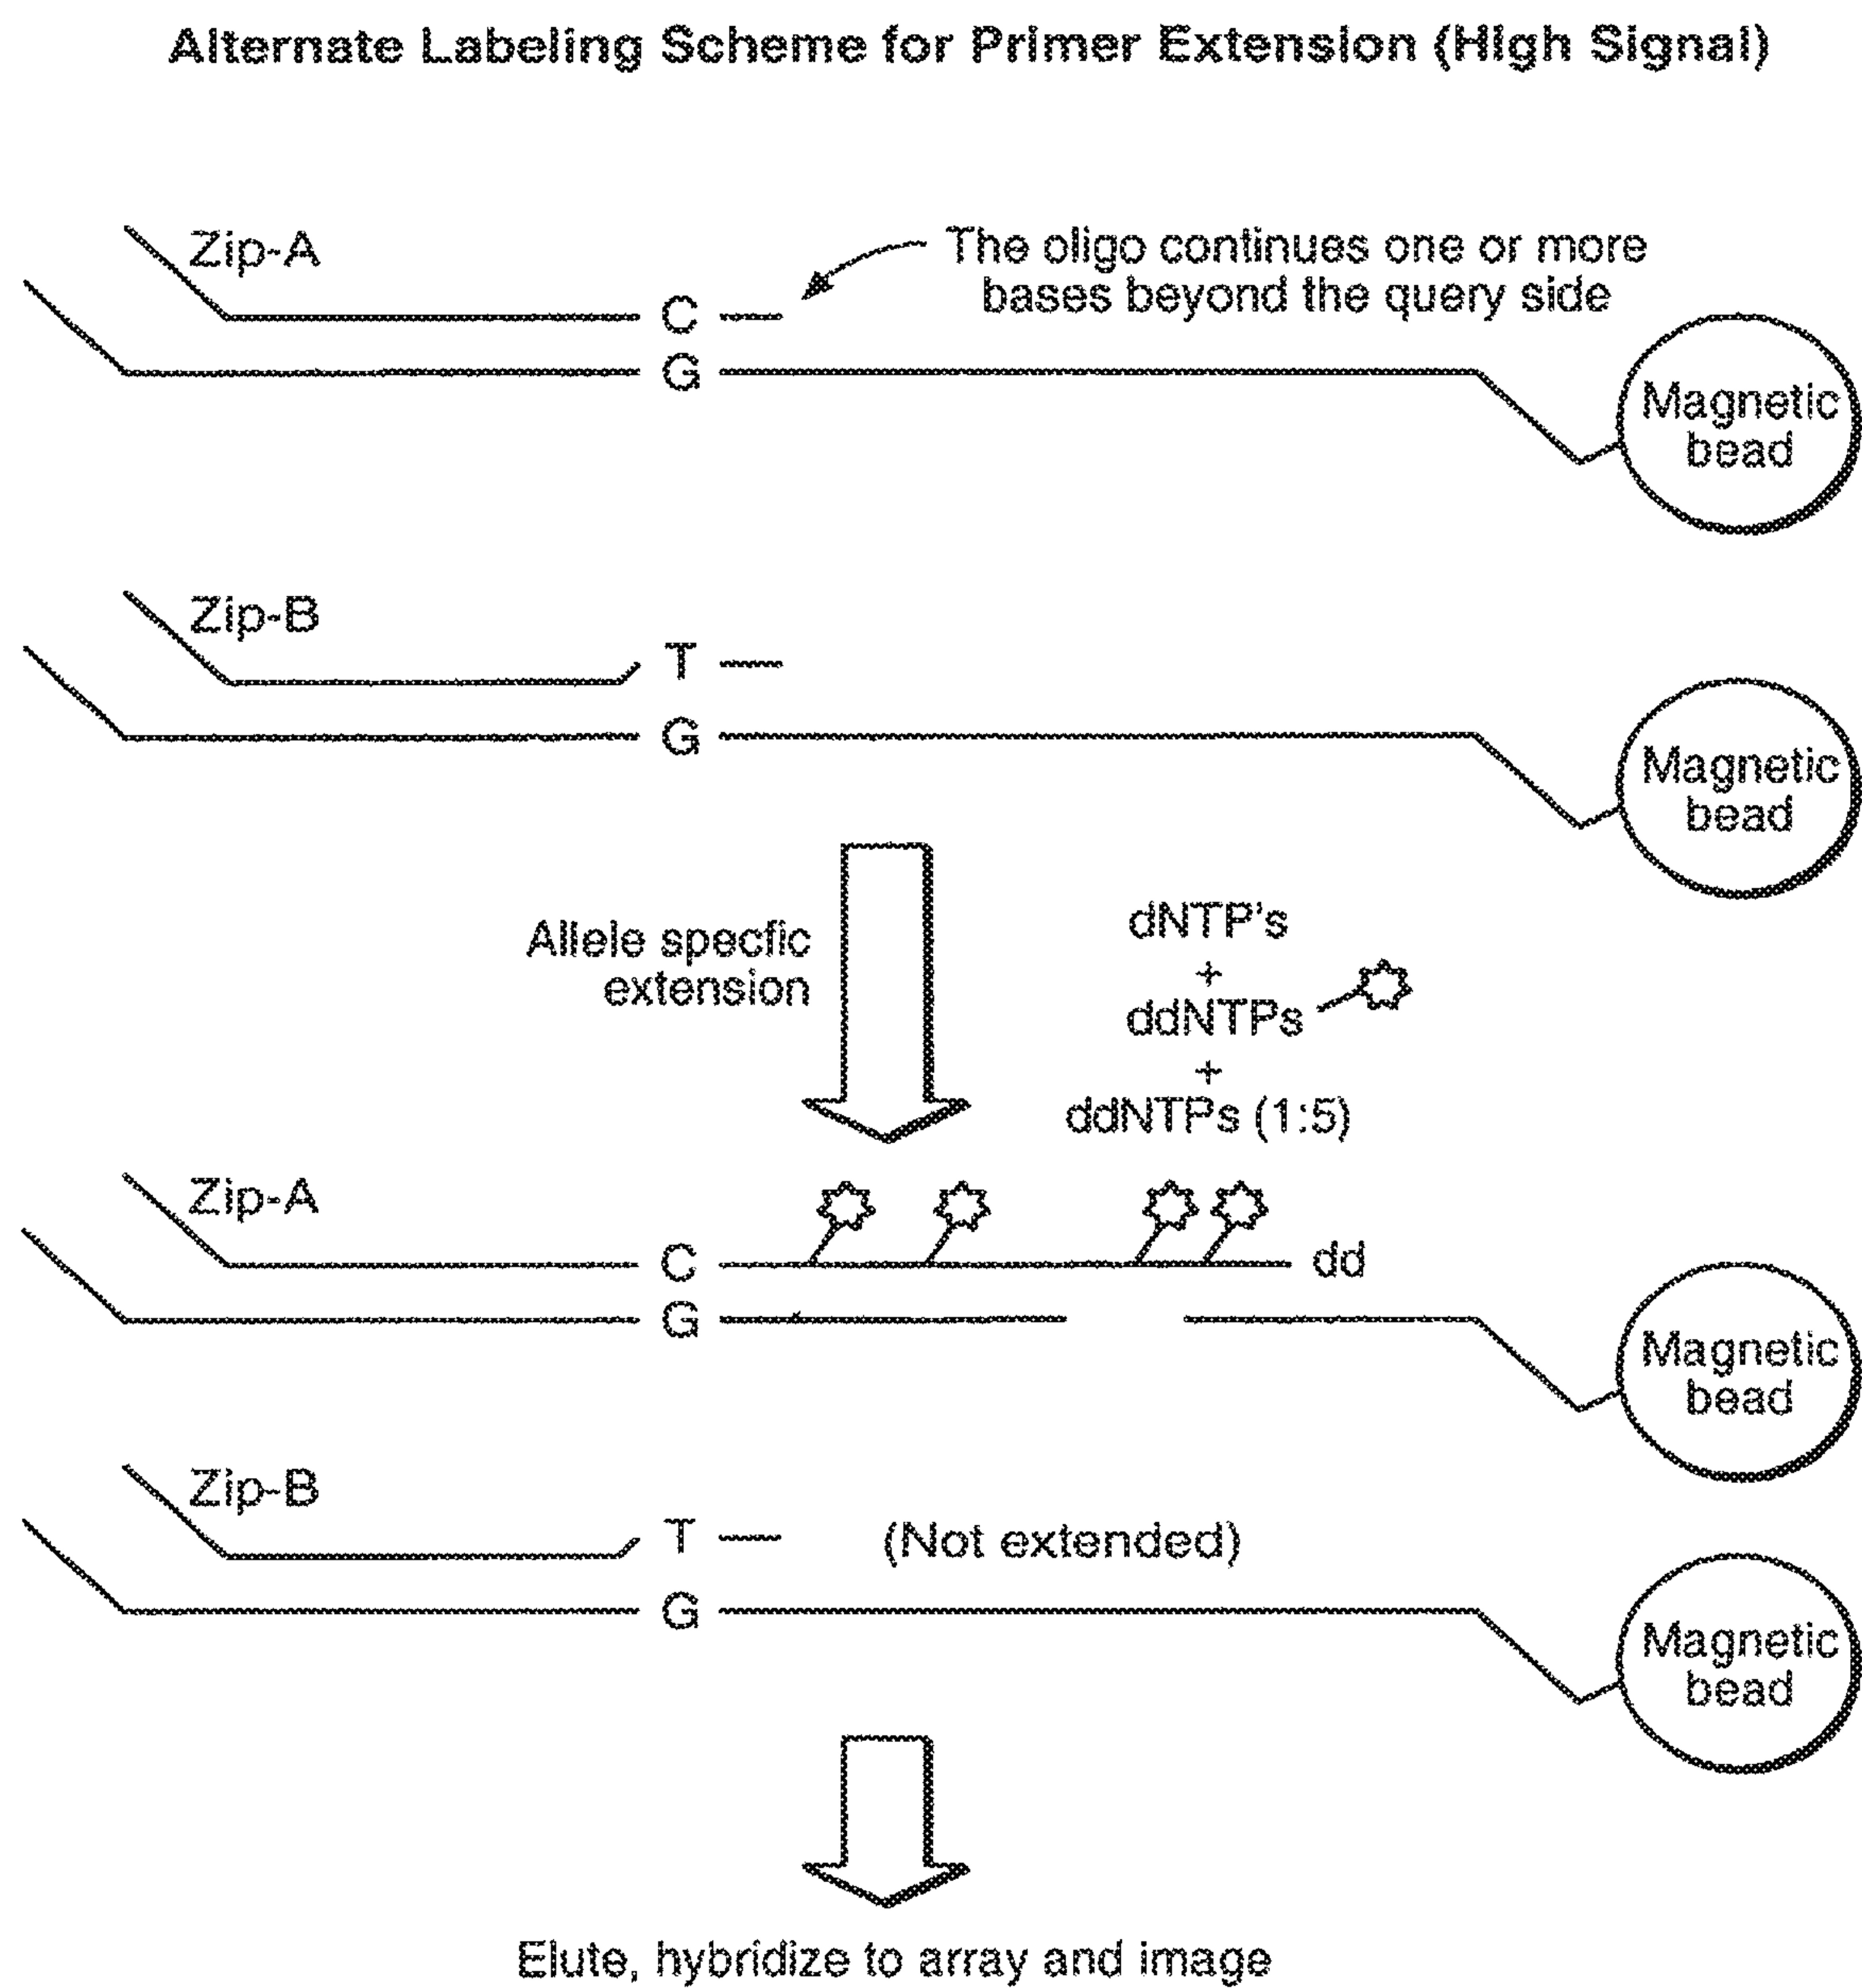 Alternate Labeling Scheme for Primer Extension (High Signal)
Zip-A
The oligo continues one or more
bases beyond the query side
C
G
Magnetic
bead
Zip-B
T
G
Magnetic
bead
Allele specfic
extension
dNTP's
+
ddNTPs
+
ddNTPs (1:5)
Zip-A
C
dd
G
Magnetic
bead
Zip-B
T
(Not extended)
G
Magnetic
bead
Elute, hybridize to array and image